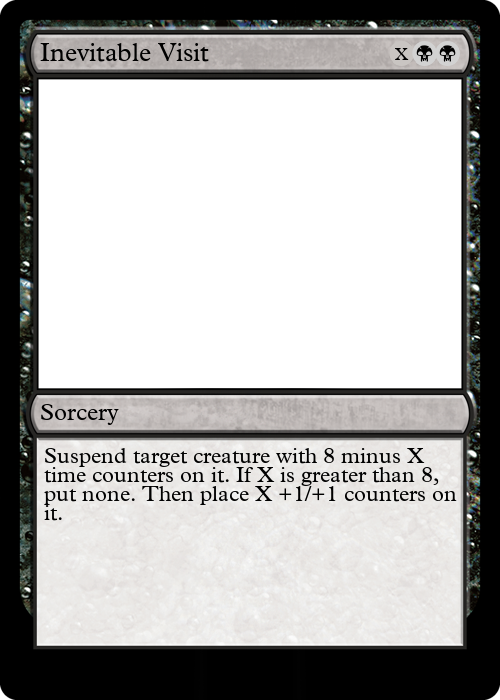 Inevitable Visit X
Sorcery
Suspend target creature with 8 minus X
time counters on it. If X is greater than 8,
put none. Then place X +1/+1 counters on
it.